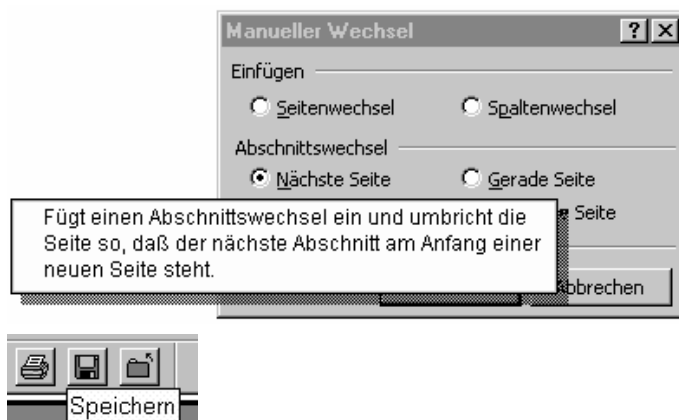 Manueller Wechsel
Einfügen
Seitenwechsel Spaltenwechsel
Abschnittswechsel
Nächste Seite Gerade Seite
Seite
Fügt einen Abschnittswechsel ein und umbricht die
Seite so, daß der nächste Abschnitt am Anfang einer
neuen Seite steht.
Abbrechen
Speichern